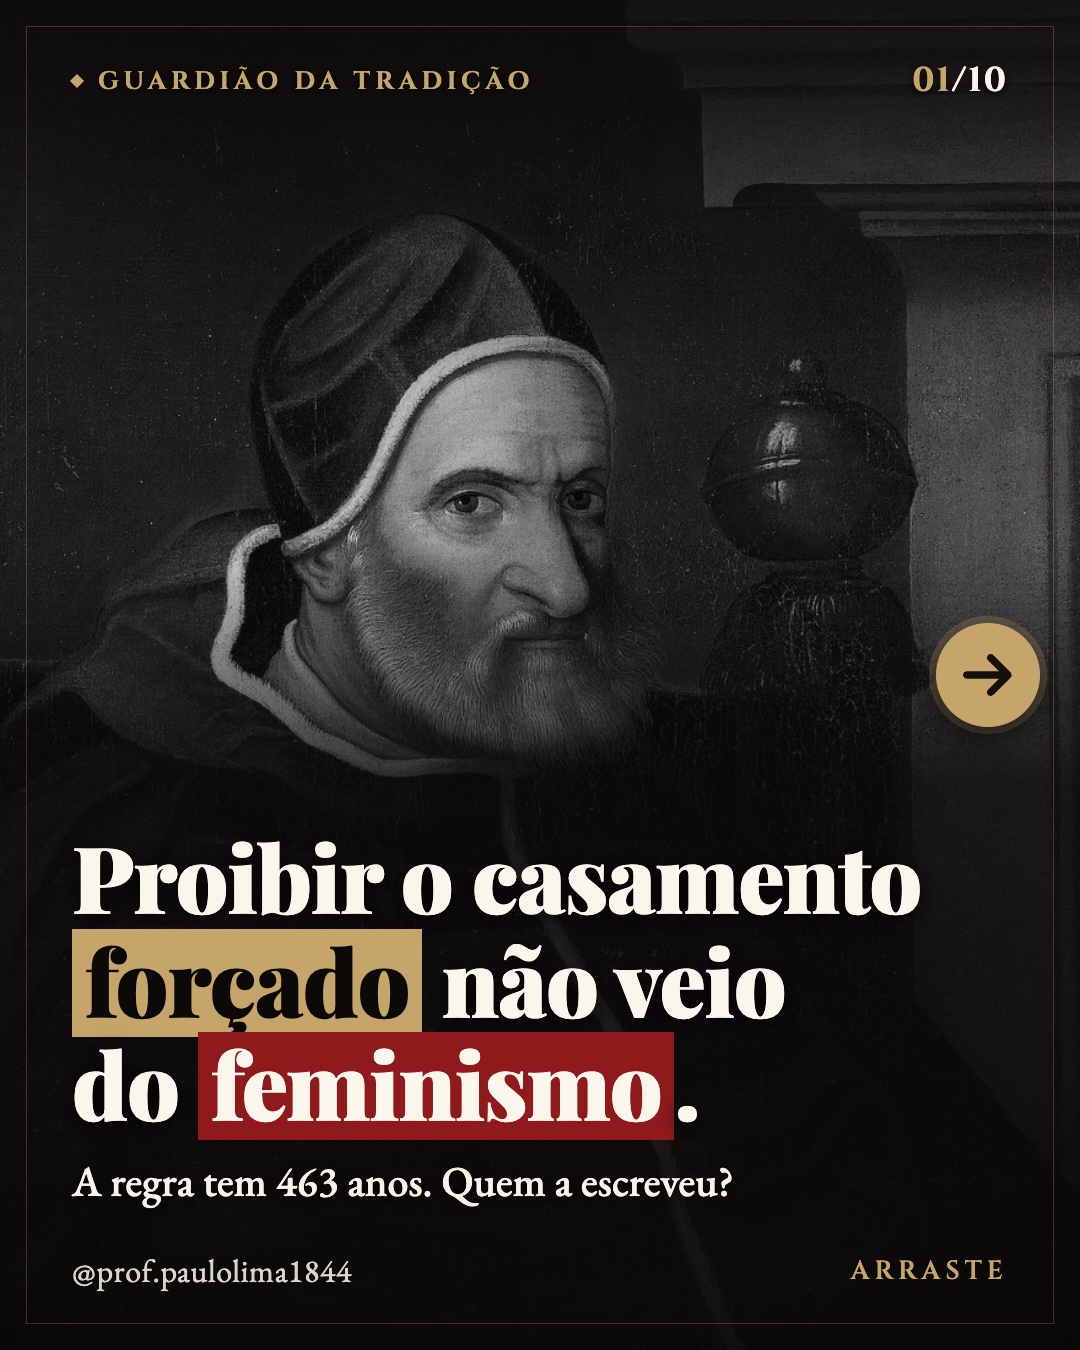 GUARDIÃO DA TRADIÇÃO
01/10
Proibir o casamento
forçado não veio
do feminismo.
A regra tem 463 anos. Quem a escreveu?
@prof.paulolima1844
ARRASTE